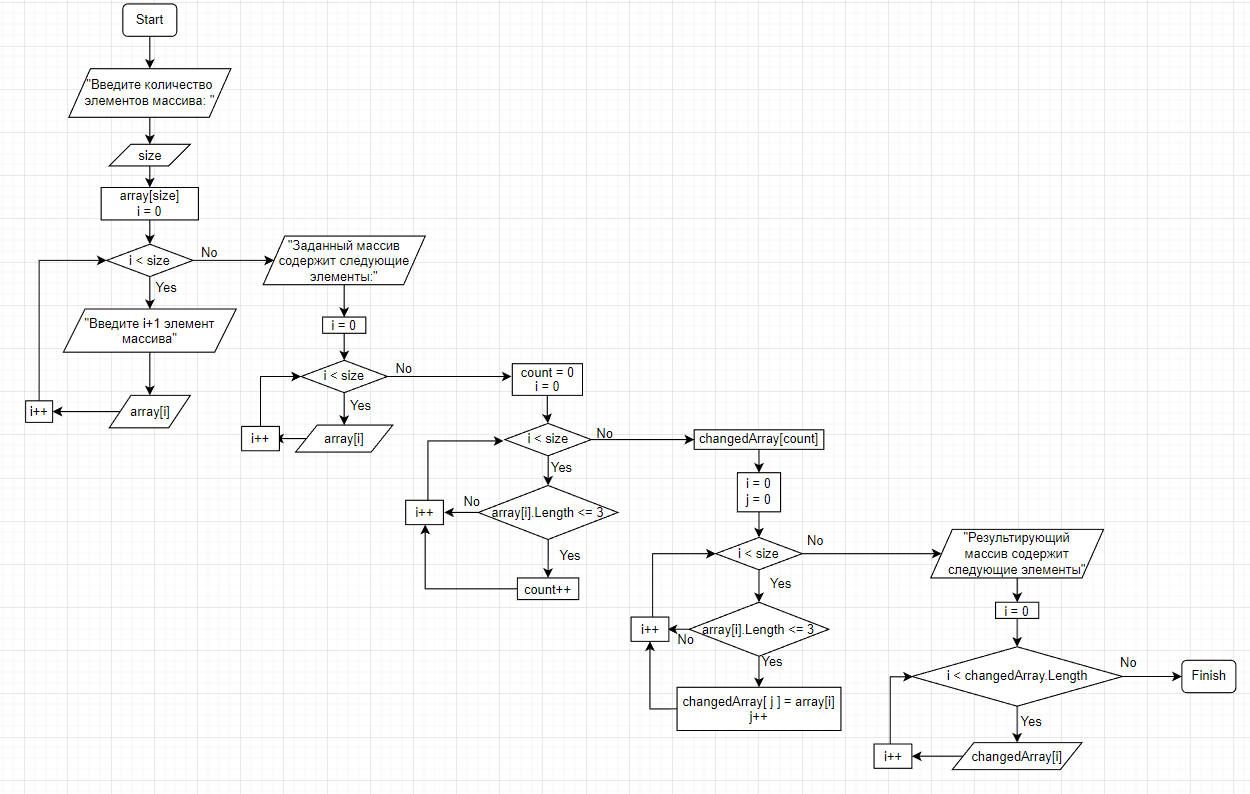 Start
"Введите количество
элементов массива: "
size
array[size]
i = 0
i < size
No
Yes
"Введите i+1 элемент
массива"
array[i]
i++
"Заданный массив
содержит следующие
элементы:"
i = 0
i < size
No
Yes
array[i]
i++
count = 0
i = 0
i < size
No
Yes
array[i].Length <= 3
No
i++
Yes
count++
changedArray[count]
i = 0
j = 0
i < size
No
Yes
array[i].Length <= 3
No
i++
Yes
changedArray[ j ] = array[i]
j++
"Результирующий
массив содержит
следующие элементы"
i = 0
i < changedArray.Length
No
Finish
Yes
changedArray[i]
i++